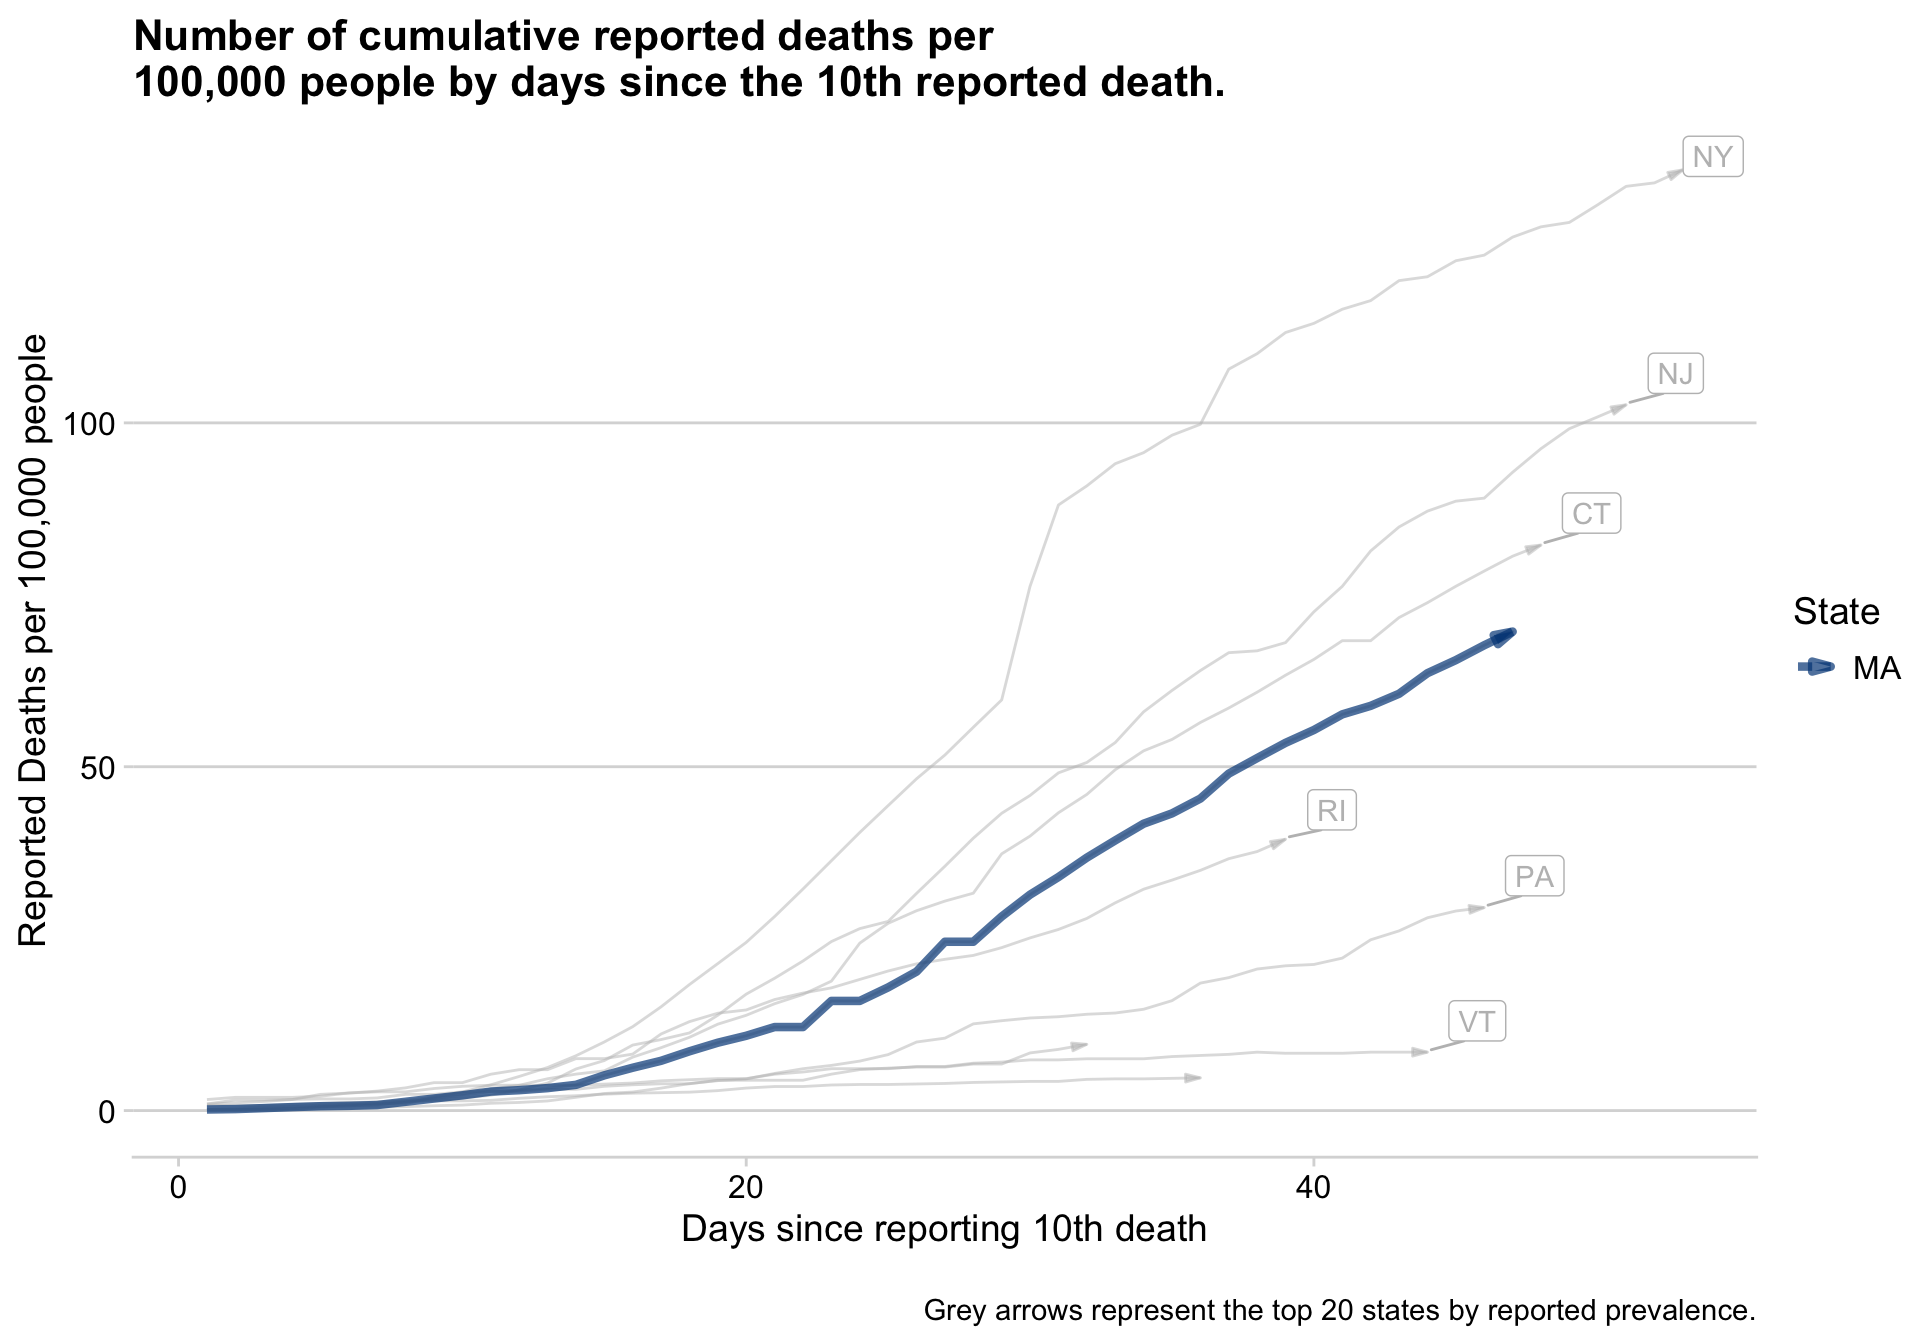 Number of cumulative reported deaths per
100,000 people by days since the 10th reported death.
NY
NJ
100
CT
Reported Deaths per 100,000 people
State
MA
50
RI
PA
VT
0
0 20 40
Days since reporting 10th death
Grey arrows represent the top 20 states by reported prevalence.